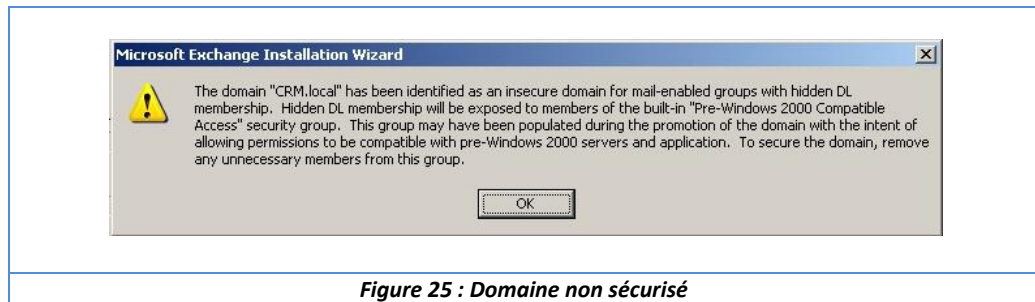 Microsoft Exchange Installation Wizard
The domain "CRM.local" has been identified as an insecure domain for mail-enabled groups with hidden DL
membership. Hidden DL membership will be exposed to members of the built-in "Pre-Windows 2000 Compatible
Access" security group. This group may have been populated during the promotion of the domain with the intent of
allowing permissions to be compatible with pre-Windows 2000 servers and application. To secure the domain, remove
any unnecessary members from this group.
OK
Figure 25 : Domaine non sécurisé